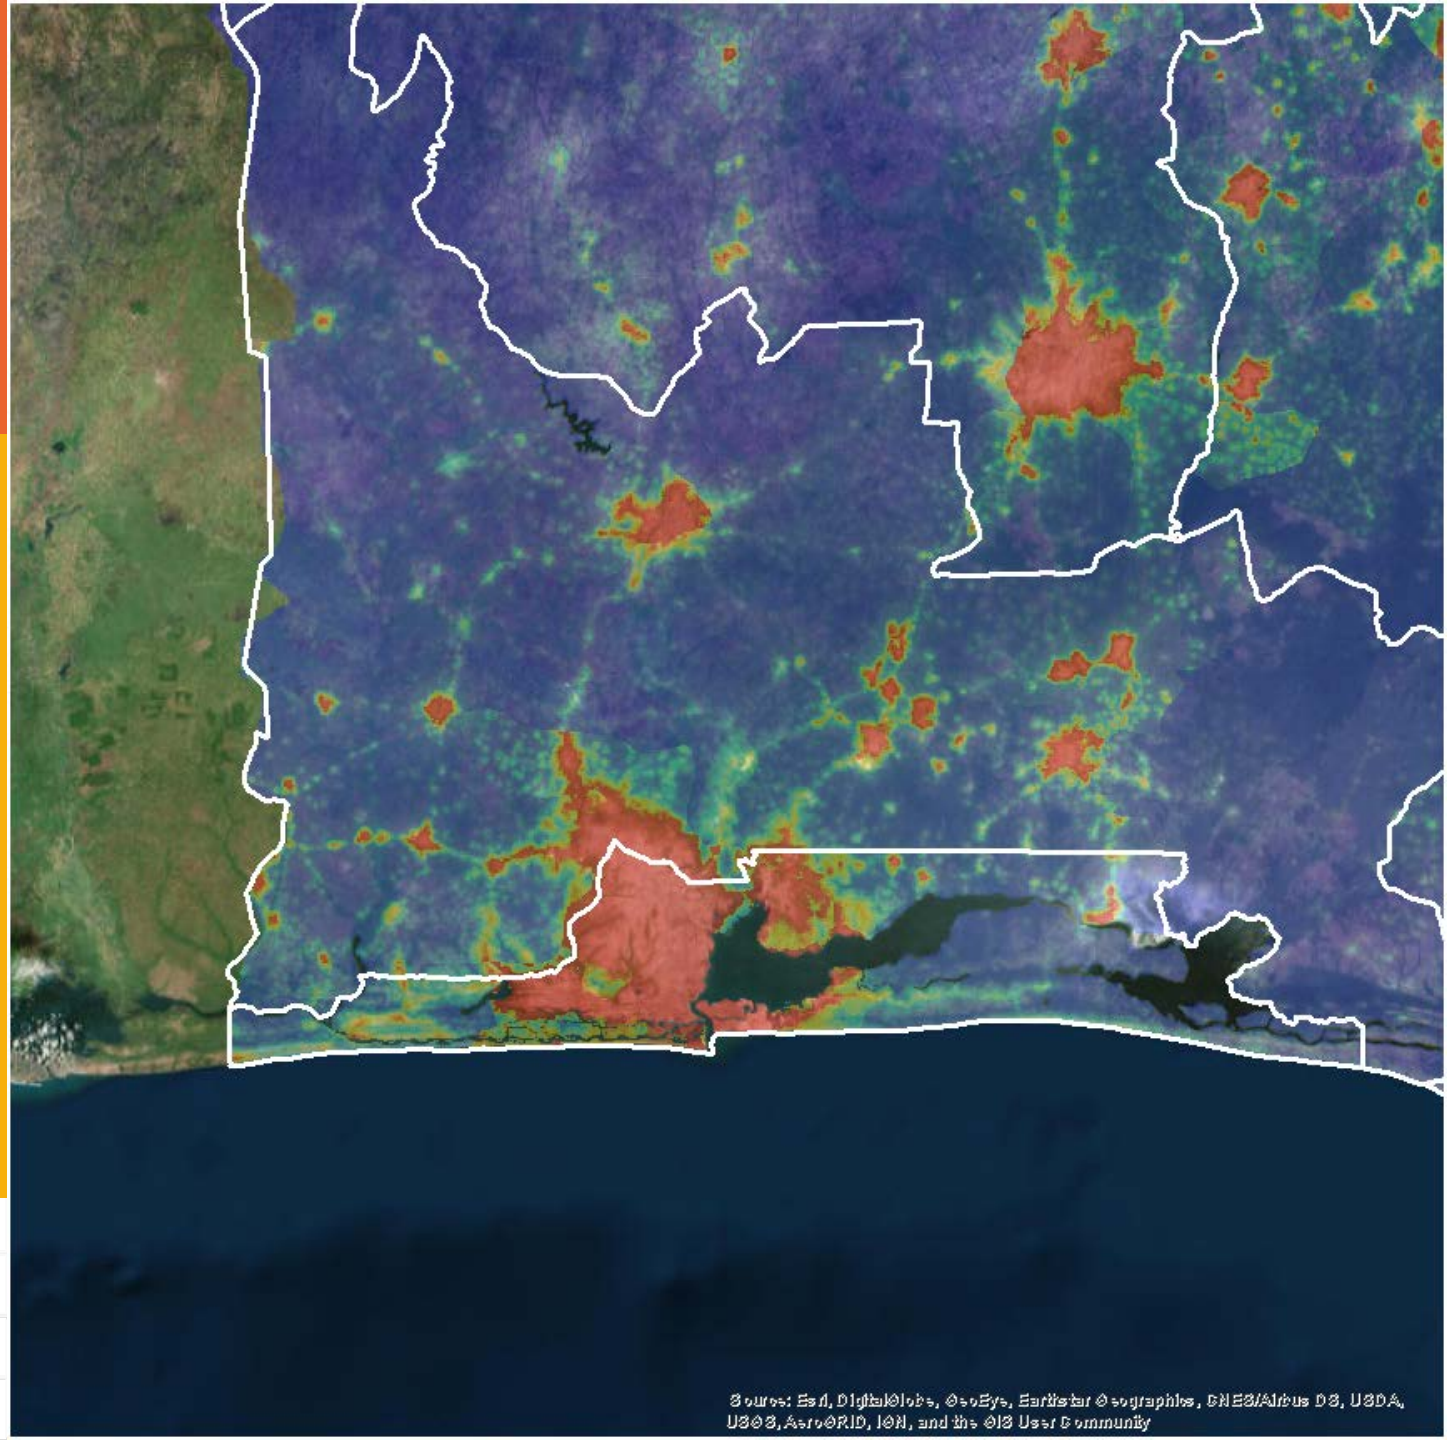 Source: Esri, DigitalGlobe, GeoEye, Earthstar Geographics, CNES/Airbus DS, USDA,
USGS, AeroGRID, IGN, and the GIS User Community